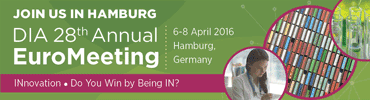 JOIN US IN HAMBURG
DIA 28th Annual
EuroMeeting
6-8 April 2016
Hamburg,
Germany
INnovation • Do You Win by Being IN?